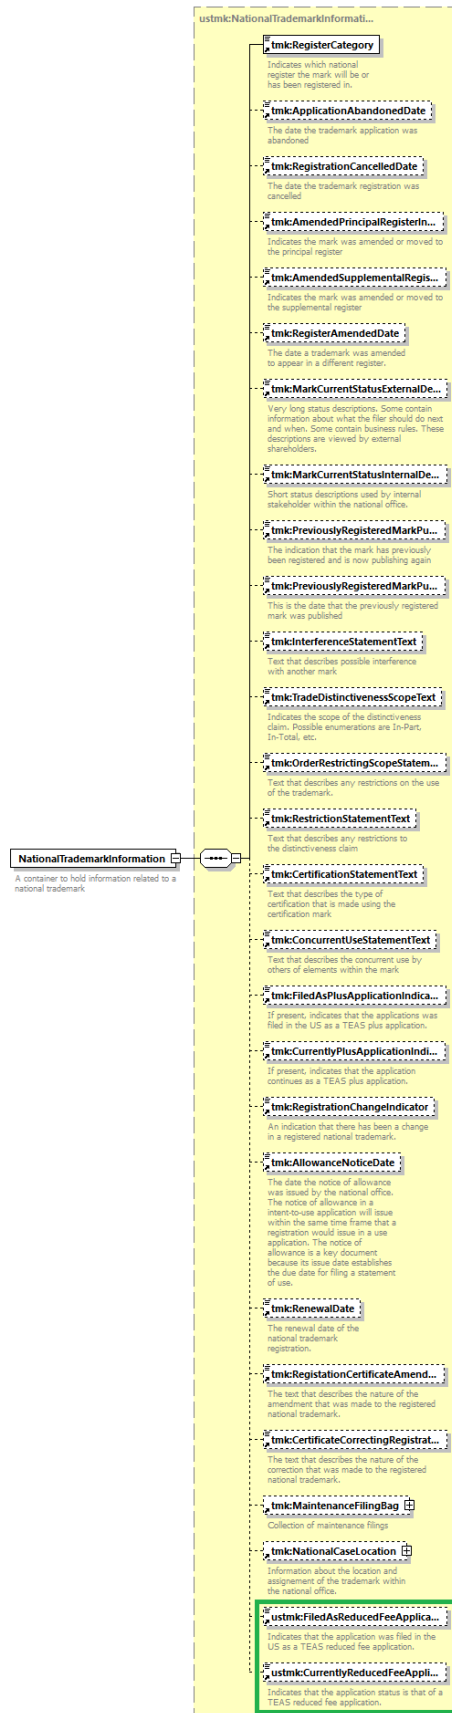 ustmk:NationalTrademarkInformati...
tmk:RegisterCategory
Indicates which national
register the mark will be or
has been registered in.
tmk:ApplicationAbandonedDate
The date the trademark application was
abandoned
tmk:RegistrationCancelledDate
The date the trademark registration was
cancelled
tmk:AmendedPrincipalRegisterIn...
Indicates the mark was amended or moved to
the principal register
tmk:AmendedSupplementalRegis...
Indicates the mark was amended or moved to
the supplemental register
tmk:RegisterAmendedDate
The date a trademark was amended
to appear in a different register.
tmk:MarkCurrentStatusExternalDe...
Very long status descriptions. Some contain
information about what the filer should do next
and when. Some contain business rules. These
descriptions are viewed by external
shareholders.
tmk:MarkCurrentStatusInternalDe...
Short status descriptions used by internal
stakeholder within the national office.
tmk:PreviouslyRegisteredMarkPu...
The indication that the mark has previously
been registered and is now publishing again
tmk:PreviouslyRegisteredMarkPu...
This is the date that the previously registered
mark was published
tmk:InterferenceStatementText
Text that describes possible interference
with another mark
tmk:TradeDistinctivenessScopeText
Indicates the scope of the distinctiveness
claim. Possible enumerations are In-Part,
In-Total, etc.
tmk:OrderRestrictingScopeStatem...
Text that describes any restrictions on the use
of the trademark.
tmk:RestrictionStatementText
Text that describes any restrictions to
the distinctiveness claim
NationalTrademarkInformation
A container to hold information related to a
national trademark
tmk:CertificationStatementText
Text that describes the type of
certification that is made using the
certification mark
tmk:ConcurrentUseStatementText
Text that describes the concurrent use by
others of elements within the mark
tmk:FiledAsPlusApplicationIndica...
If present, indicates that the applications was
filed in the US as a TEAS plus application.
tmk:CurrentlyPlusApplicationIndi...
If present, indicates that the application
continues as a TEAS plus application.
tmk:RegistrationChangeIndicator
An indication that there has been a change
in a registered national trademark.
tmk:AllowanceNoticeDate
The date the notice of allowance
was issued by the national office.
The notice of allowance in a
intent-to-use application will issue
within the same time frame that a
registration would issue in a use
application. The notice of
allowance is a key document
because its issue date establishes
the due date for filing a statement
of use.
tmk:RenewalDate
The renewal date of the
national trademark
registration.
tmk:RegistationCertificateAmend...
The text that describes the nature of the
amendment that was made to the registered
national trademark.
tmk:CertificateCorrectingRegistrat...
The text that describes the nature of the
correction that was made to the registered
national trademark.
tmk:MaintenanceFilingBag
Collection of maintenance filings
tmk:NationalCaseLocation
Information about the location and
assignement of the trademark within
the national office.
ustmk:FiledAsReducedFeeApplica...
Indicates that the application was filed in the
US as a TEAS reduced fee application.
ustmk:CurrentlyReducedFeeAppli...
Indicates that the application status is that of a
TEAS reduced fee application.